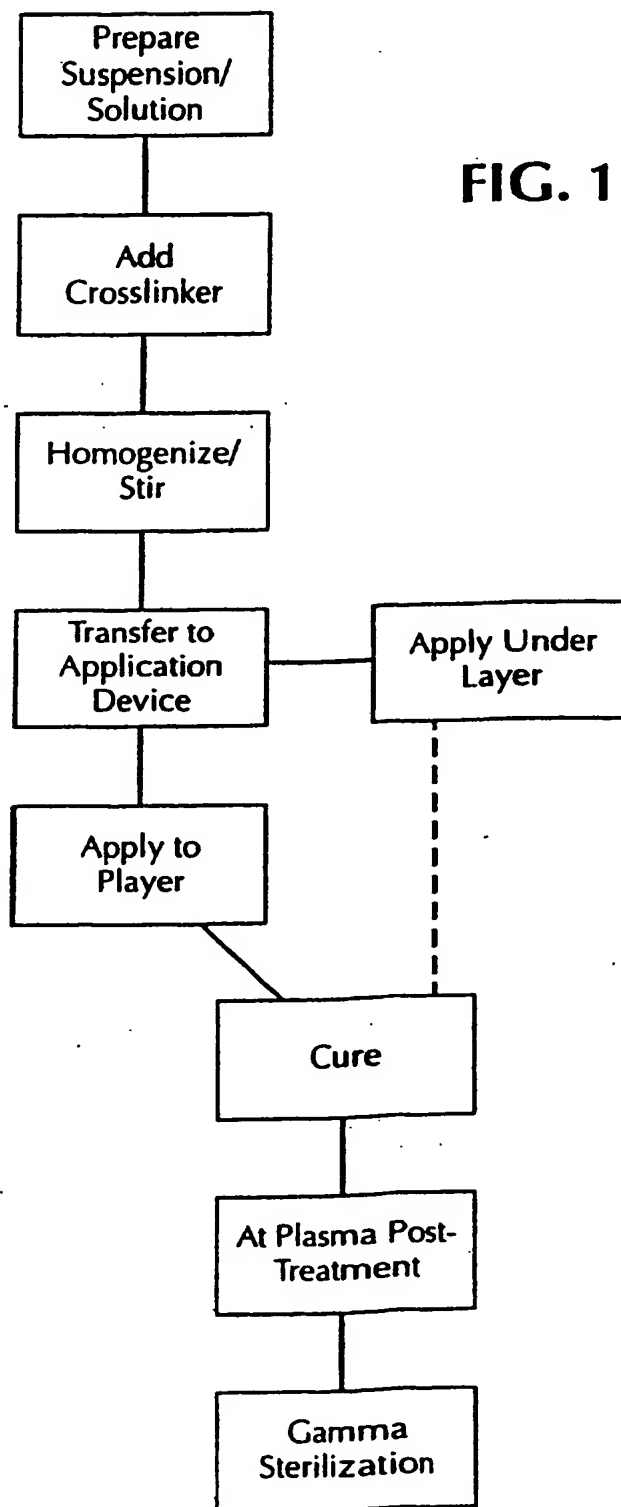 Prepare
Suspension/
Solution
FIG. 1
Add
Crosslinker
Homogenize/
Stir
Transfer to
Application
Device
Apply Under
Layer
Apply to
Player
Cure
At Plasma Post-
Treatment
Gamma
Sterilization